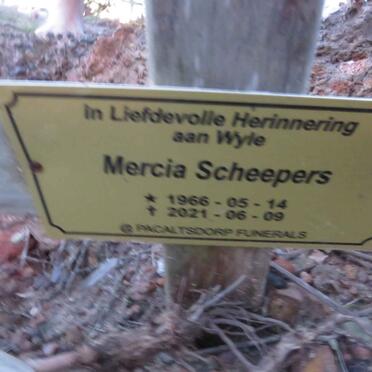 In Liefdevolle Herinnering
aan Wyle
Mercia Scheepers
★ 1966 - 05 - 14
✝ 2021 - 06 - 09
@ PACALTSDORP FUNERALS